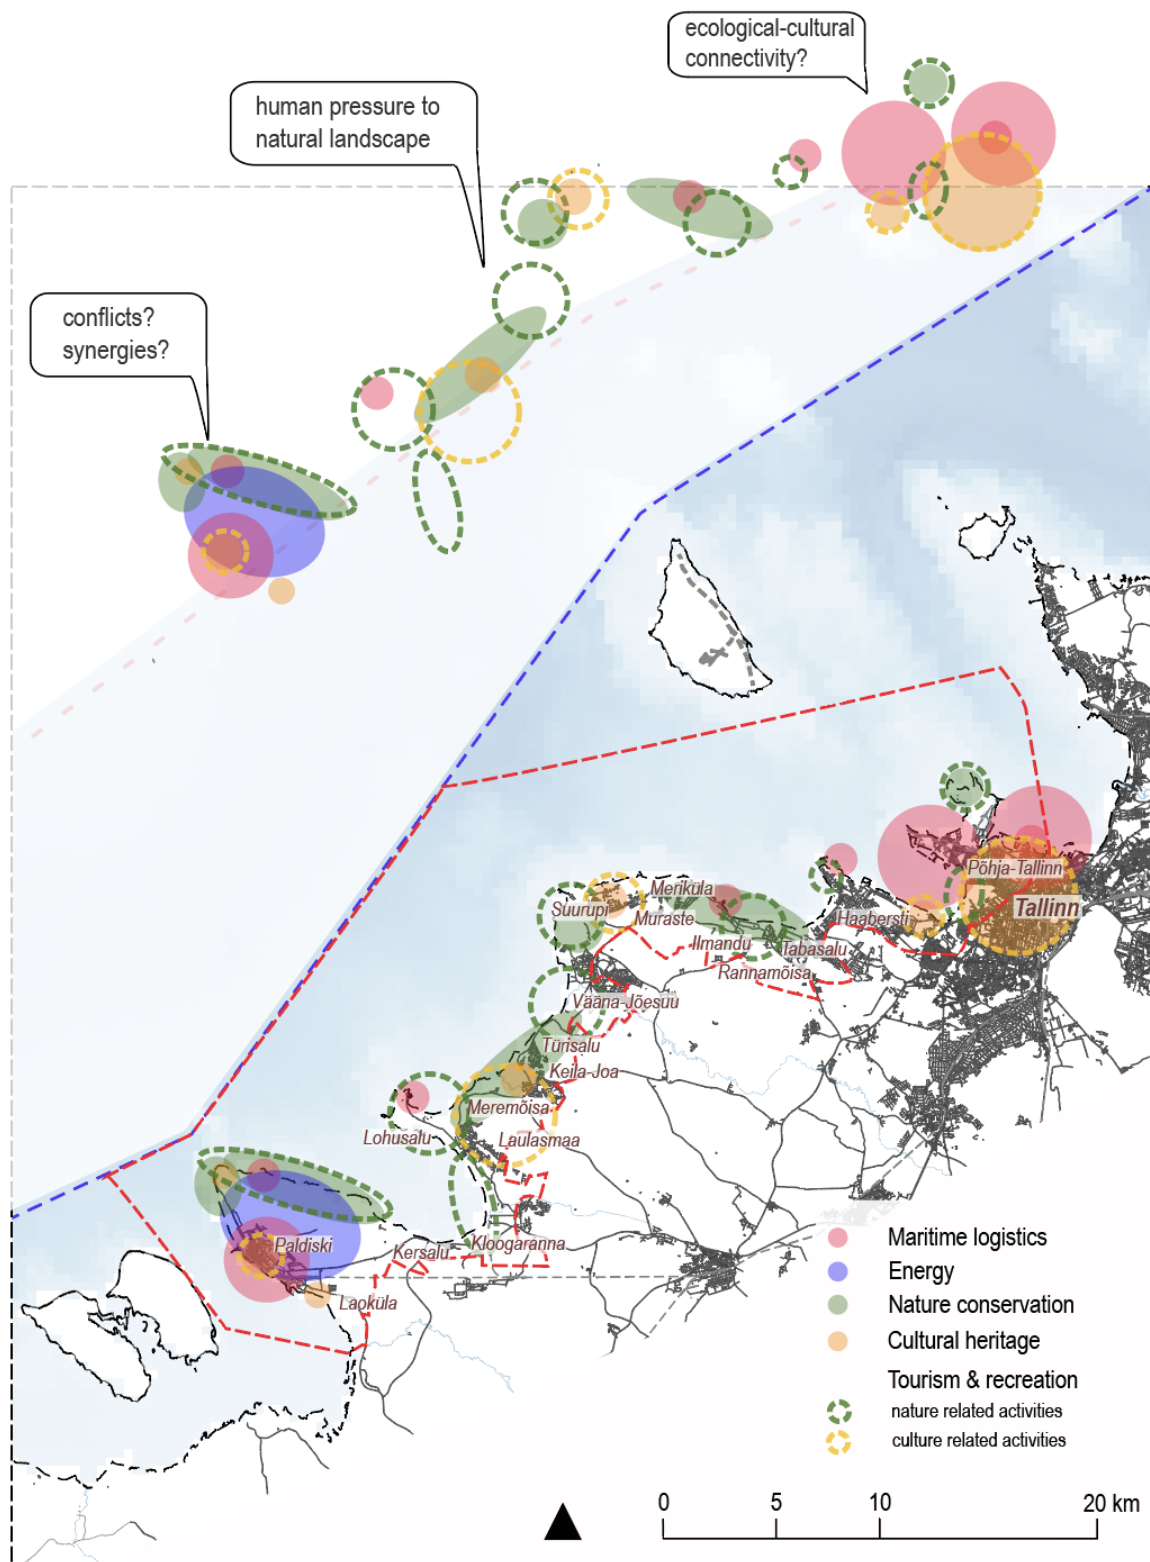 ecological-cultural
connectivity?
human pressure to
natural landscape
conflicts?
synergies?
Põhja-Tallinn
Tallinn
Meriküla
Suurupi
Muraste
Haabersti
Ilmandu
Tabasalu
Rannamõisa
Vääna-Jõesuu
Türisalu
Keila-Joa
Meremõisa
Lohusalu
Laulasmaa
Kloogaranna
Paldiski
Kersalu
Laoküla
Maritime logistics
Energy
Nature conservation
Cultural heritage
Tourism & recreation
nature related activities
culture related activities
0 5 10 20 km